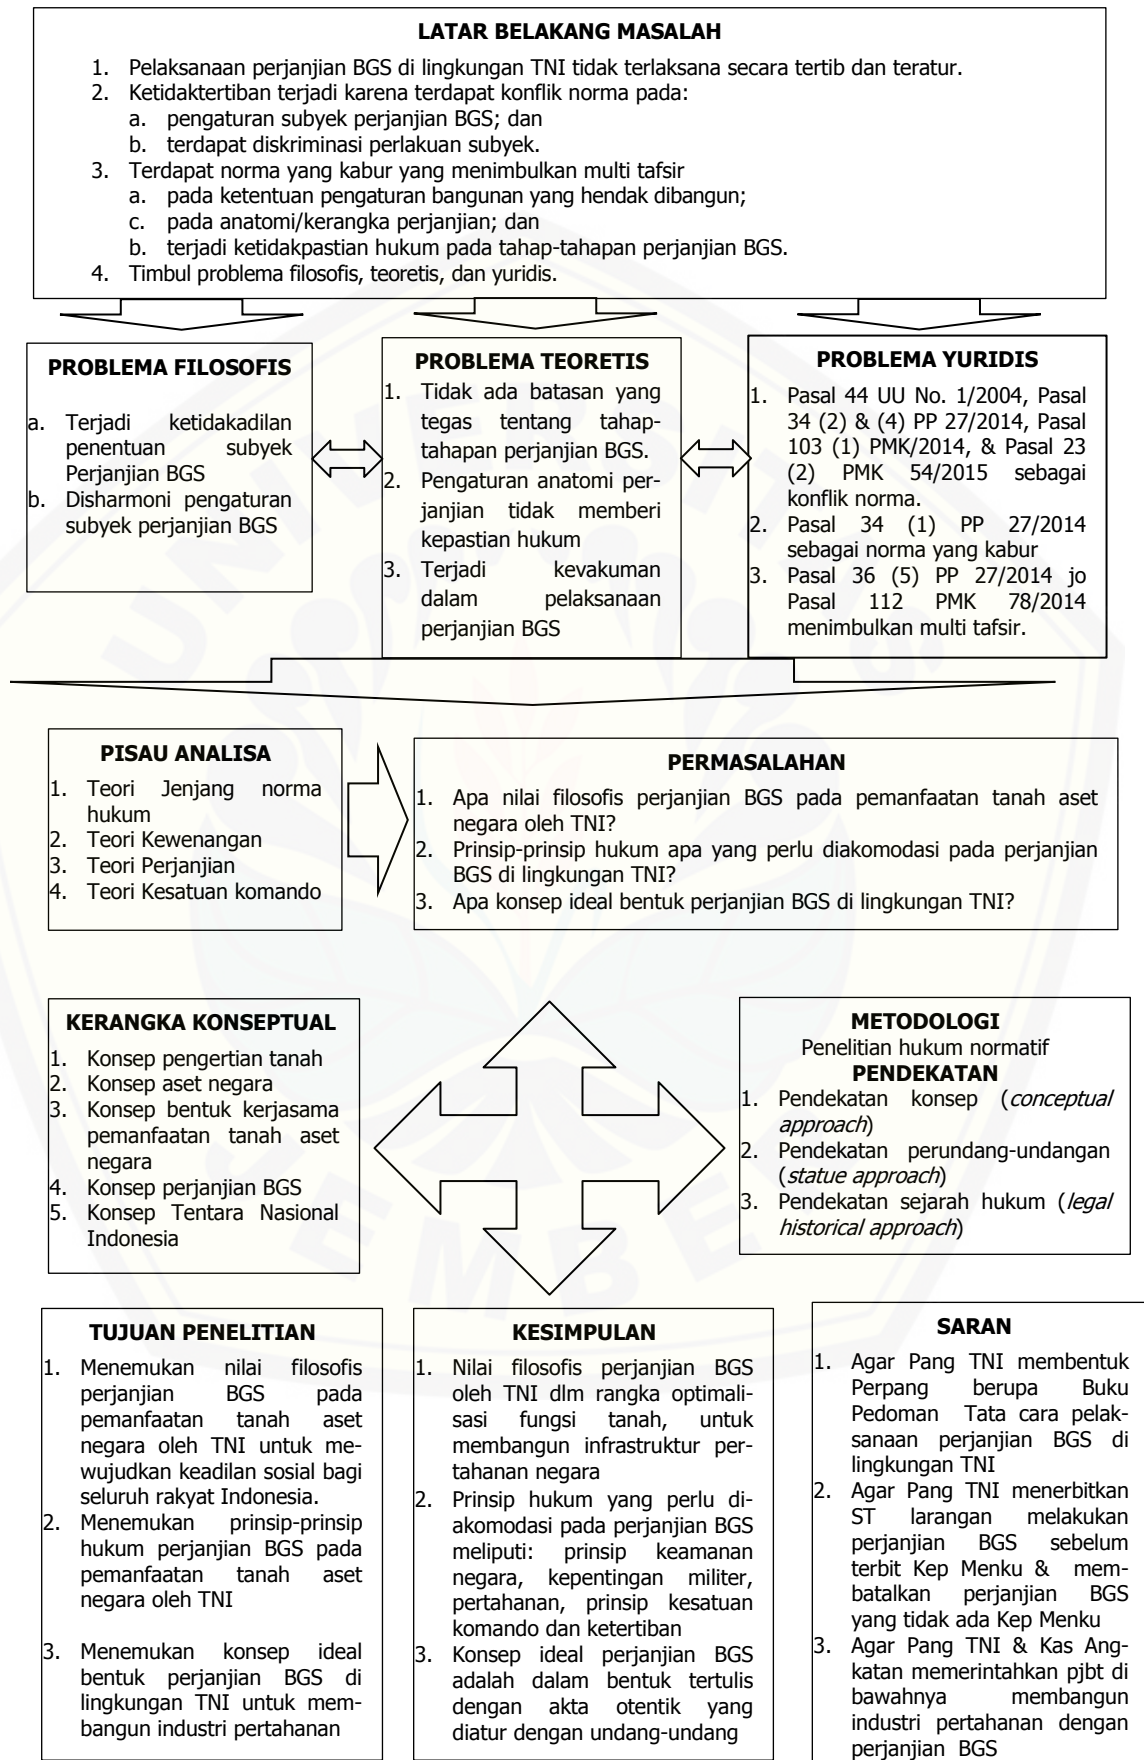 LATAR BELAKANG MASALAH
1. Pelaksanaan perjanjian BGS di lingkungan TNI tidak terlaksana secara tertib dan teratur.
2. Ketidaktertiban terjadi karena terdapat konflik norma pada:
a. pengaturan subyek perjanjian BGS; dan
b. terdapat diskriminasi perlakuan subyek.
3. Terdapat norma yang kabur yang menimbulkan multi tafsir
a. pada ketentuan pengaturan bangunan yang hendak dibangun;
c. pada anatomi/kerangka perjanjian; dan
b. terjadi ketidakpastian hukum pada tahap-tahapan perjanjian BGS.
4. Timbul problema filosofis, teoretis, dan yuridis.
PROBLEMA FILOSOFIS
a. Terjadi ketidakadilan
penentuan subyek
Perjanjian BGS
b. Disharmoni pengaturan
subyek perjanjian BGS
PROBLEMA TEORETIS
1. Tidak ada batasan yang
tegas tentang tahap-
tahapan perjanjian BGS.
2. Pengaturan anatomi per-
janjian tidak memberi
kepastian hukum
3. Terjadi kevakuman
dalam pelaksanaan
perjanjian BGS
PROBLEMA YURIDIS
1. Pasal 44 UU No. 1/2004, Pasal
34 (2) & (4) PP 27/2014, Pasal
103 (1) PMK/2014, & Pasal 23
(2) PMK 54/2015 sebagai
konflik norma.
2. Pasal 34 (1) PP 27/2014
sebagai norma yang kabur
3. Pasal 36 (5) PP 27/2014 jo
Pasal 112 PMK 78/2014
menimbulkan multi tafsir.
PISAU ANALISA
1. Teori Jenjang norma
hukum
2. Teori Kewenangan
3. Teori Perjanjian
4. Teori Kesatuan komando
PERMASALAHAN
1. Apa nilai filosofis perjanjian BGS pada pemanfaatan tanah aset
negara oleh TNI?
2. Prinsip-prinsip hukum apa yang perlu diakomodasi pada perjanjian
BGS di lingkungan TNI?
3. Apa konsep ideal bentuk perjanjian BGS di lingkungan TNI?
KERANGKA KONSEPTUAL
1. Konsep pengertian tanah
2. Konsep aset negara
3. Konsep bentuk kerjasama
pemanfaatan tanah aset
negara
4. Konsep perjanjian BGS
5. Konsep Tentara Nasional
Indonesia
METODOLOGI
Penelitian hukum normatif
PENDEKATAN
1. Pendekatan konsep (conceptual
approach)
2. Pendekatan perundang-undangan
(statue approach)
3. Pendekatan sejarah hukum (legal
historical approach)
TUJUAN PENELITIAN
1. Menemukan nilai filosofis
perjanjian BGS pada
pemanfaatan tanah aset
negara oleh TNI untuk me-
wujudkan keadilan sosial bagi
seluruh rakyat Indonesia.
2. Menemukan prinsip-prinsip
hukum perjanjian BGS pada
pemanfaatan tanah aset
negara oleh TNI
3. Menemukan konsep ideal
bentuk perjanjian BGS di
lingkungan TNI untuk mem-
bangun industri pertahanan
KESIMPULAN
1. Nilai filosofis perjanjian BGS
oleh TNI dlm rangka optimali-
sasi fungsi tanah, untuk
membangun infrastruktur per-
tahanan negara
2. Prinsip hukum yang perlu di-
akomodasi pada perjanjian BGS
meliputi: prinsip keamanan
negara, kepentingan militer,
pertahanan, prinsip kesatuan
komando dan ketertiban
3. Konsep ideal perjanjian BGS
adalah dalam bentuk tertulis
dengan akta otentik yang
diatur dengan undang-undang
SARAN
1. Agar Pang TNI membentuk
Perpang berupa Buku
Pedoman Tata cara pelak-
sanaan perjanjian BGS di
lingkungan TNI
2. Agar Pang TNI menerbitkan
ST larangan melakukan
perjanjian BGS sebelum
terbit Kep Menku & mem-
batalkan perjanjian BGS
yang tidak ada Kep Menku
3. Agar Pang TNI & Kas Ang-
katan memerintahkan pjbt di
bawahnya membangun
industri pertahanan dengan
perjanjian BGS
UNIVERSITAS
JEMBER